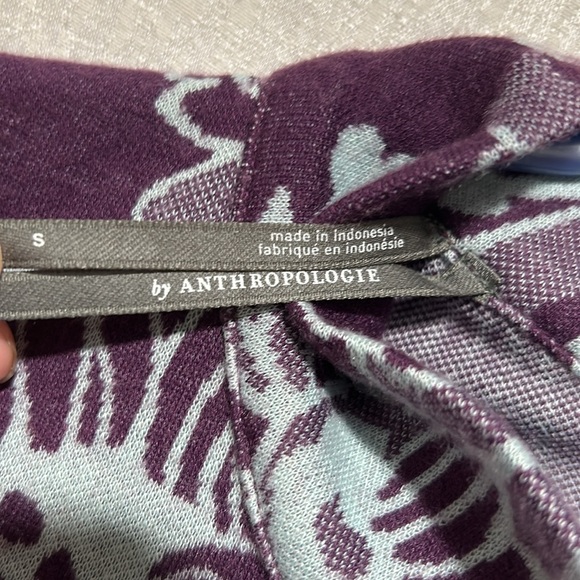 S
made in Indonesia
fabriqué en indonésie
by ANTHROPOLOGIE